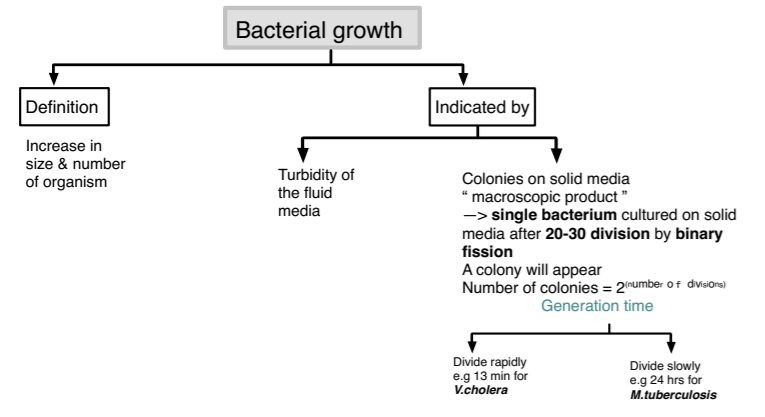 Bacterial growth
Definition
Increase in
size & number
of organism
Indicated by
Turbidity of
the fluid
media
Colonies on solid media
“ macroscopic product ”
—> single bacterium cultured on solid
media after 20-30 division by binary
fission
A colony will appear
Number of colonies = 2(number of divisions)
Generation time
Divide rapidly
e.g 13 min for
V.cholera
Divide slowly
e.g 24 hrs for
M.tuberculosis